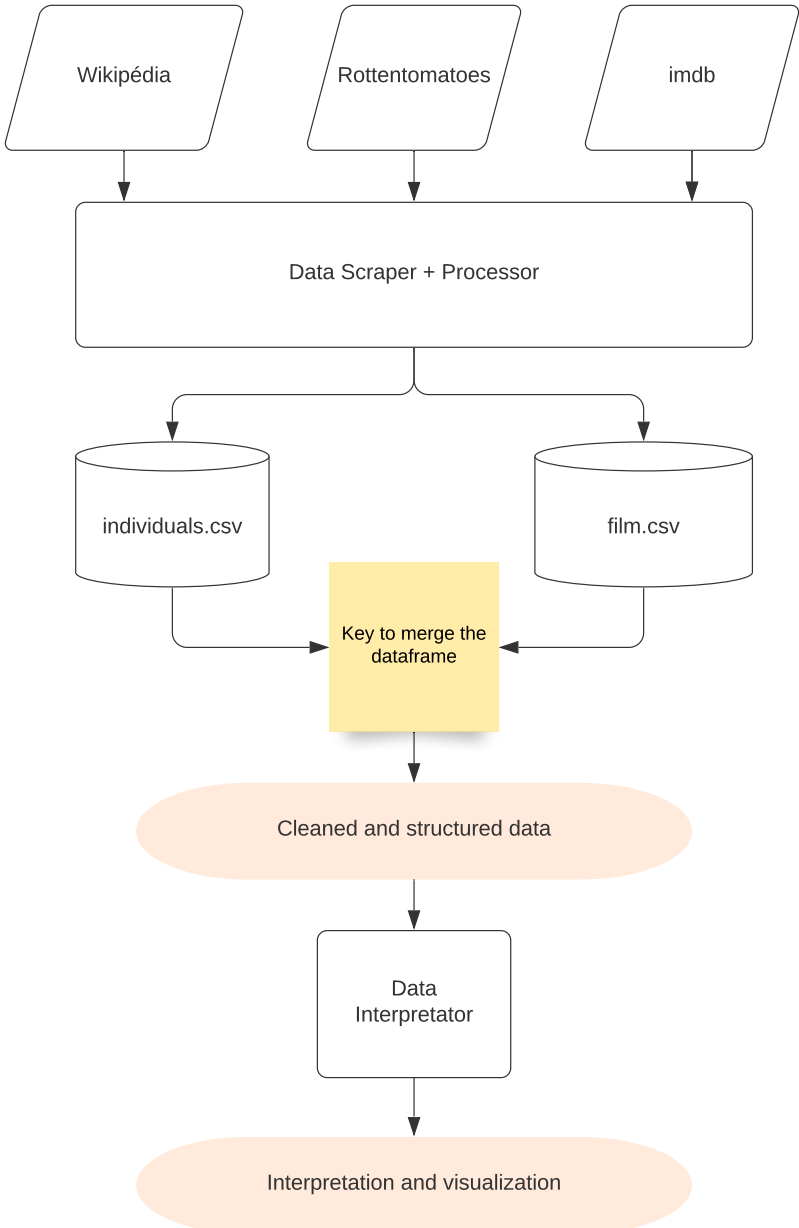 Wikipédia
Rottentomatoes
imdb
Data Scraper + Processor
individuals.csv
film.csv
Key to merge the
dataframe
Cleaned and structured data
Data
Interpretator
Interpretation and visualization